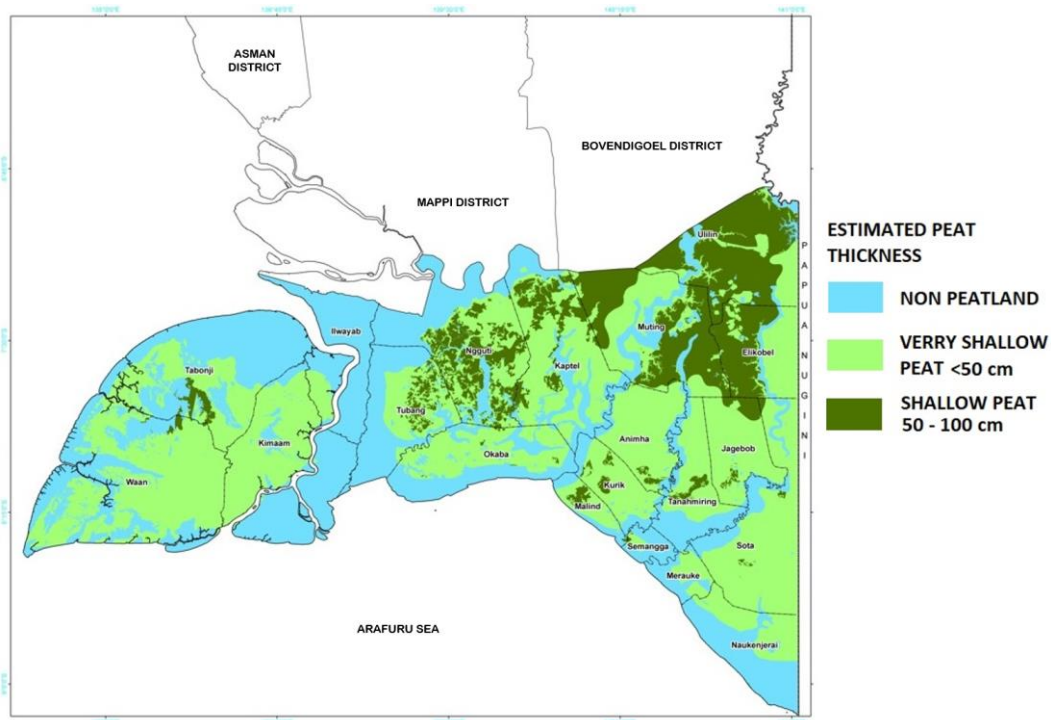 ASMAN
DISTRICT
BOVENDIGOEL DISTRICT
MAPPI DISTRICT
Ulilin
Ilwayab
Muting
Ngguti
Elikobel
Kaptel
Tabonji
Tubang
Kimaam
Animha
Okaba
Jagebob
Waan
Kurik
Malind
Tanahmiring
Semangga
Sota
Merauke
Naukenjerai
ARAFURU SEA
PAPUA NUGINI
ESTIMATED PEAT
THICKNESS
NON PEATLAND
VERRY SHALLOW
PEAT <50 cm
SHALLOW PEAT
50 - 100 cm